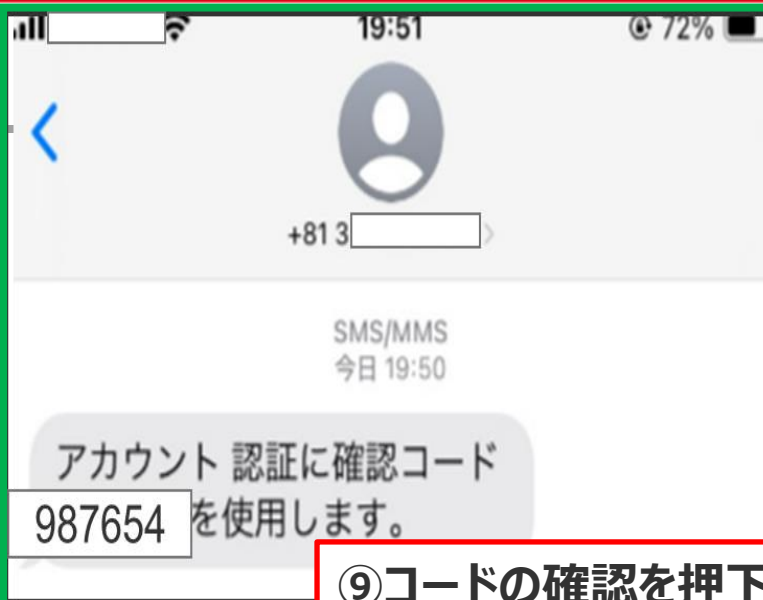 19:51
72%
+81 3
SMS/MMS
今日 19:50
アカウント 認証に確認コード
987654 を使用します。
⑨コードの確認を押下